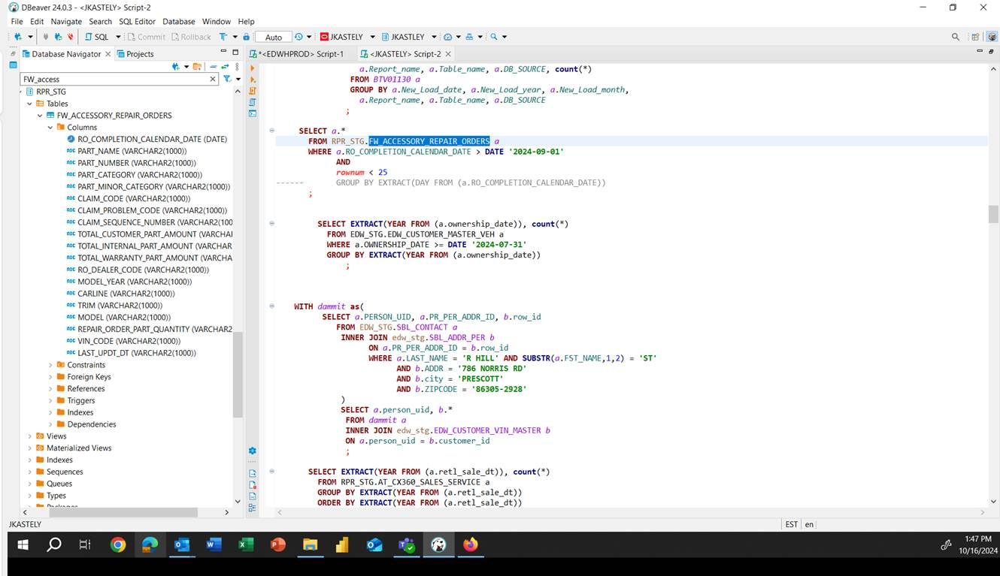 DBeaver 24.0.3 - <JKASTELY> Script-2
File Edit Navigate Search SQL Editor Database Window Help
SQL Commit Rollback Auto JKASTELY JKASTLEY
Database Navigator Projects
FW_access
RPR_STG
Tables
FW_ACCESSORY_REPAIR_ORDERS
Columns
RO_COMPLETION_CALENDAR_DATE (DATE)
PART_NAME (VARCHAR2(1000))
PART_NUMBER (VARCHAR2(1000))
PART_CATEGORY (VARCHAR2(1000))
PART_MINOR_CATEGORY (VARCHAR2(1000))
CLAIM_CODE (VARCHAR2(1000))
CLAIM_PROBLEM_CODE (VARCHAR2(1000))
CLAIM_SEQUENCE_NUMBER (VARCHAR2(100
TOTAL_CUSTOMER_PART_AMOUNT (VARCHAR
TOTAL_INTERNAL_PART_AMOUNT (VARCHAR
TOTAL_WARRANTY_PART_AMOUNT (VARCHA
RO_DEALER_CODE (VARCHAR2(1000))
MODEL_YEAR (VARCHAR2(1000))
CARLINE (VARCHAR2(1000))
TRIM (VARCHAR2(1000))
MODEL (VARCHAR2(1000))
REPAIR_ORDER_PART_QUANTITY (VARCHAR2
VIN_CODE (VARCHAR2(1000))
LAST_UPDT_DT (VARCHAR2(1000))
Constraints
Foreign Keys
References
Triggers
Indexes
Dependencies
Views
Materialized Views
Indexes
Sequences
Queues
Types
Packages
*<EDWHPROD> Script-1 <JKASTELY> Script-2
a.Report_name, a.Table_name, a.DB_SOURCE, count(*)
FROM BTV01130 a
GROUP BY a.New_Load_date, a.New_Load_year, a.New_Load_month,
a.Report_name, a.Table_name, a.DB_SOURCE
;
SELECT a.*
FROM RPR_STG.FW_ACCESSORY_REPAIR_ORDERS a
WHERE a.RO_COMPLETION_CALENDAR_DATE > DATE '2024-09-01'
AND
rownum < 25
------ GROUP BY EXTRACT(DAY FROM (a.RO_COMPLETION_CALENDAR_DATE))
;
SELECT EXTRACT(YEAR FROM (a.ownership_date)), count(*)
FROM EDW_STG.EDW_CUSTOMER_MASTER_VEH a
WHERE a.OWNERSHIP_DATE >= DATE '2024-07-31'
GROUP BY EXTRACT(YEAR FROM (a.ownership_date))
;
WITH dammit as(
SELECT a.PERSON_UID, a.PR_PER_ADDR_ID, b.row_id
FROM EDW_STG.SBL_CONTACT a
INNER JOIN edw_stg.SBL_ADDR_PER b
ON a.PR_PER_ADDR_ID = b.row_id
WHERE a.LAST_NAME = 'R HILL' AND SUBSTR(a.FST_NAME,1,2) = 'ST'
AND b.ADDR = '786 NORRIS RD'
AND b.city = 'PRESCOTT'
AND b.ZIPCODE = '86305-2928'
)
SELECT a.person_uid, b.*
FROM dammit a
INNER JOIN edw_stg.EDW_CUSTOMER_VIN_MASTER b
ON a.person_uid = b.customer_id
;
SELECT EXTRACT(YEAR FROM (a.retl_sale_dt)), count(*)
FROM RPR_STG.AT_CX360_SALES_SERVICE a
GROUP BY EXTRACT(YEAR FROM (a.retl_sale_dt))
ORDER BY EXTRACT(YEAR FROM (a.retl_sale_dt))
JKASTELY EST en
1:47 PM
10/16/2024